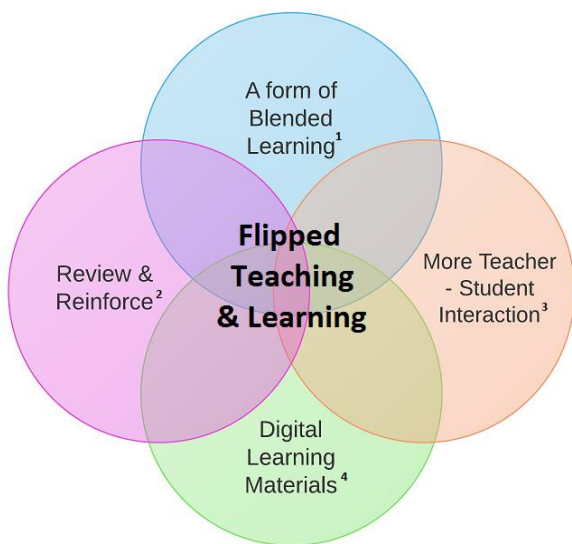 A form of
Blended
Learning¹
Flipped
Teaching
& Learning
Review &
Reinforce²
More Teacher
- Student
Interaction³
Digital
Learning
Materials⁴